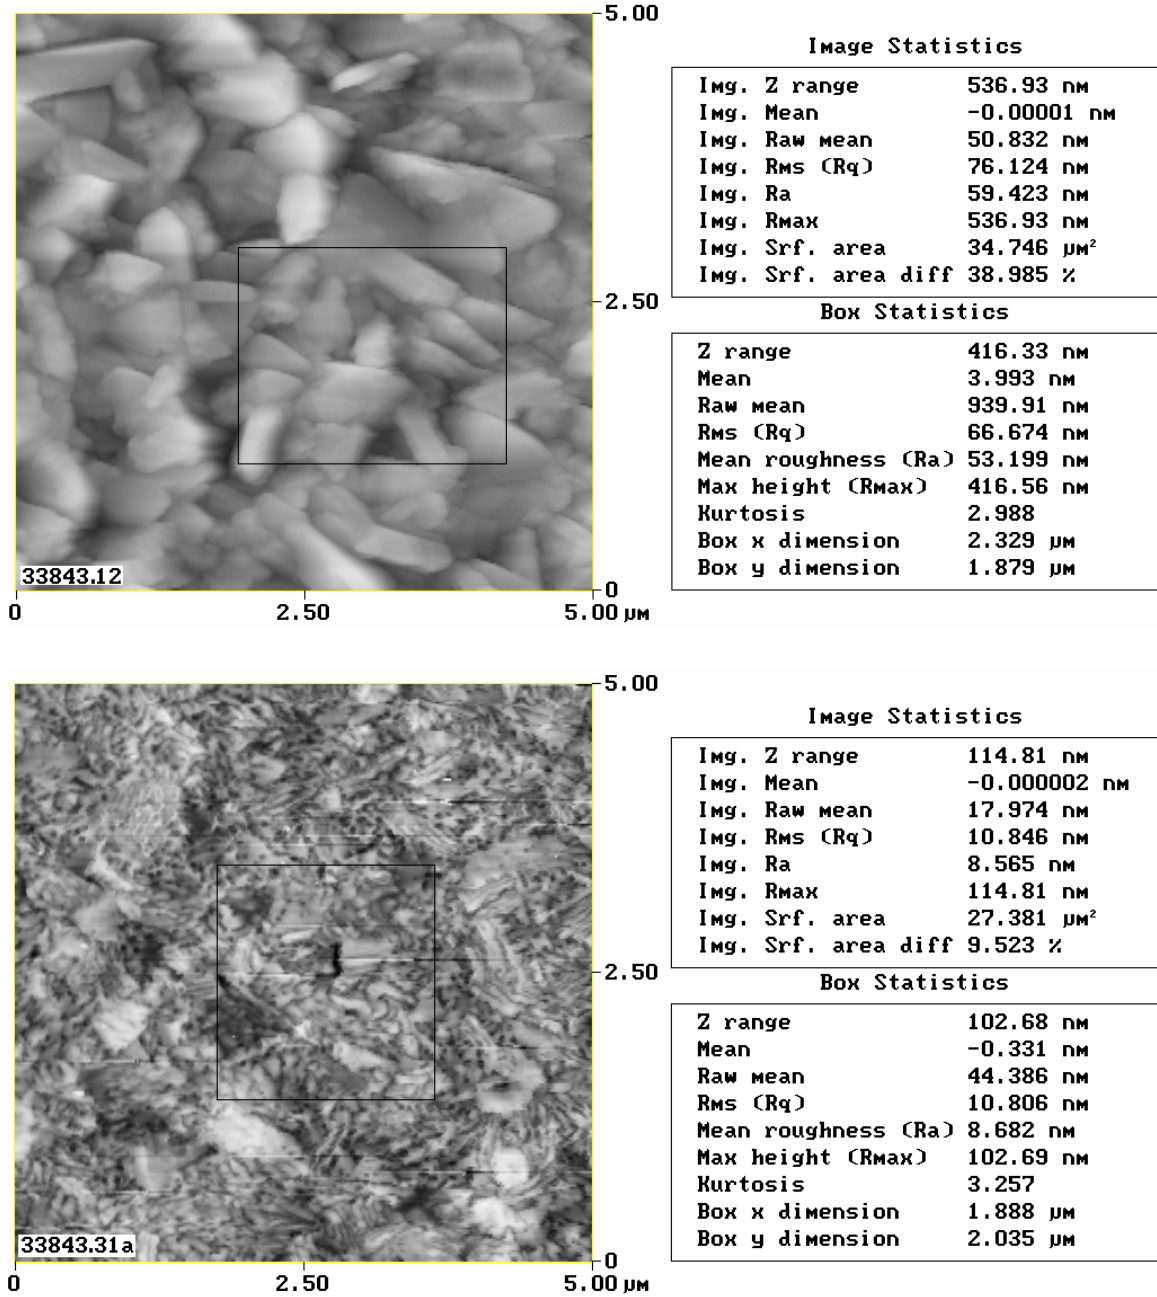 5.00
2.50
0
0 2.50 5.00 µm
33843.12
Image Statistics
Img. Z range 536.93 nm
Img. Mean -0.00001 nm
Img. Raw mean 50.832 nm
Img. Rms (Rq) 76.124 nm
Img. Ra 59.423 nm
Img. Rmax 536.93 nm
Img. Srf. area 34.746 µm²
Img. Srf. area diff 38.985 %
Box Statistics
Z range 416.33 nm
Mean 3.993 nm
Raw mean 939.91 nm
Rms (Rq) 66.674 nm
Mean roughness (Ra) 53.199 nm
Max height (Rmax) 416.56 nm
Kurtosis 2.988
Box x dimension 2.329 µm
Box y dimension 1.879 µm
5.00
2.50
0
0 2.50 5.00 µm
33843.31a
Image Statistics
Img. Z range 114.81 nm
Img. Mean -0.000002 nm
Img. Raw mean 17.974 nm
Img. Rms (Rq) 10.846 nm
Img. Ra 8.565 nm
Img. Rmax 114.81 nm
Img. Srf. area 27.381 µm²
Img. Srf. area diff 9.523 %
Box Statistics
Z range 102.68 nm
Mean -0.331 nm
Raw mean 44.386 nm
Rms (Rq) 10.806 nm
Mean roughness (Ra) 8.682 nm
Max height (Rmax) 102.69 nm
Kurtosis 3.257
Box x dimension 1.888 µm
Box y dimension 2.035 µm